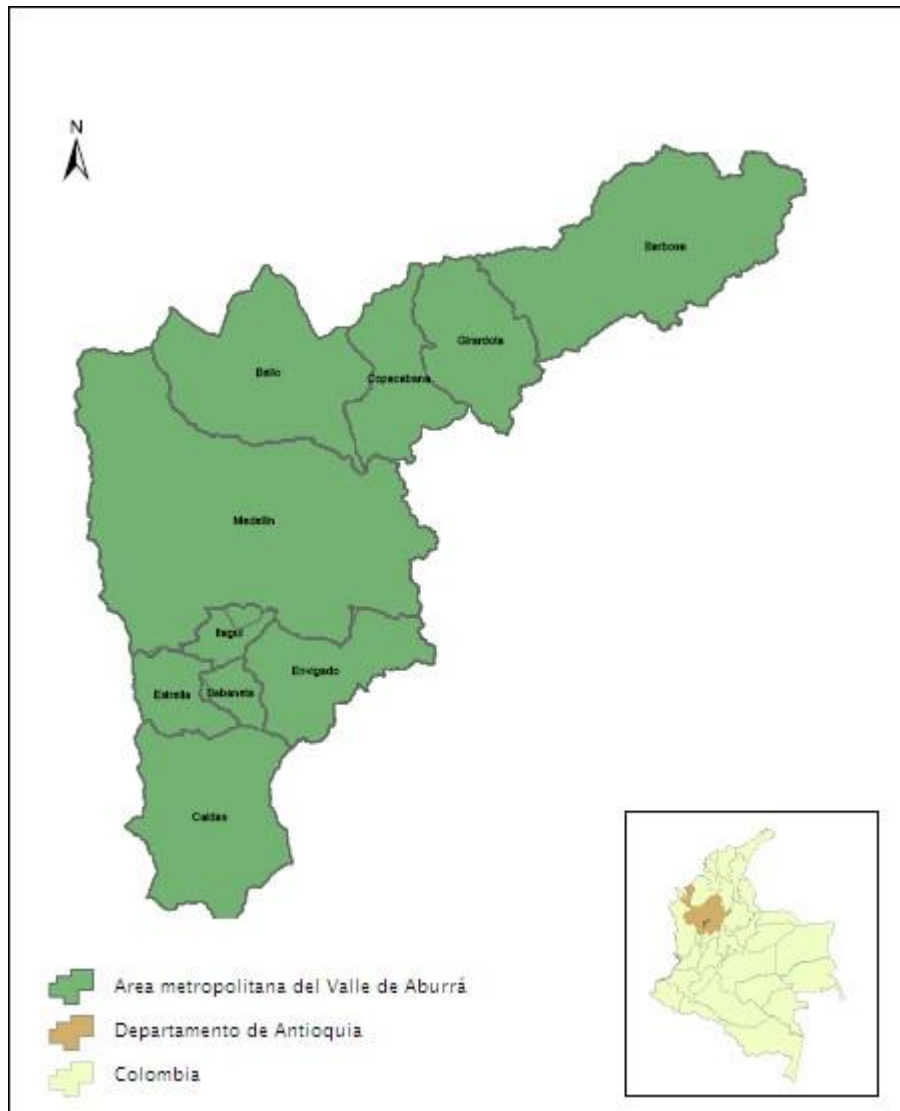 N
Barbosa
Girardota
Bello
Copacabana
Medellín
Itagüí
Envigado
Estrella
Sabaneta
Caldas
Area metropolitana del Valle de Aburrá
Departamento de Antioquia
Colombia